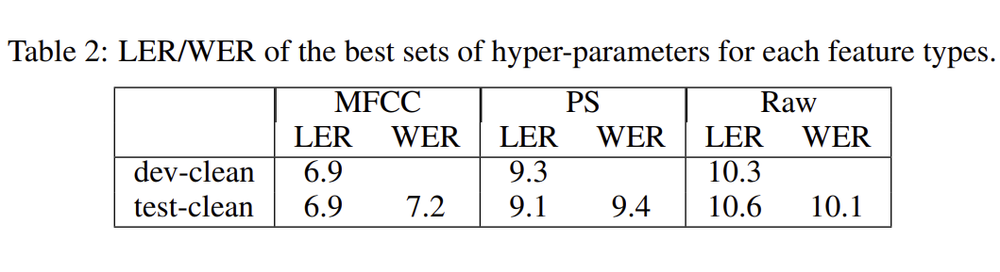 Table 2: LER/WER of the best sets of hyper-parameters for each feature types.
MFCC PS Raw
LER WER LER WER LER WER
dev-clean 6.9 9.3 10.3
test-clean 6.9 7.2 9.1 9.4 10.6 10.1